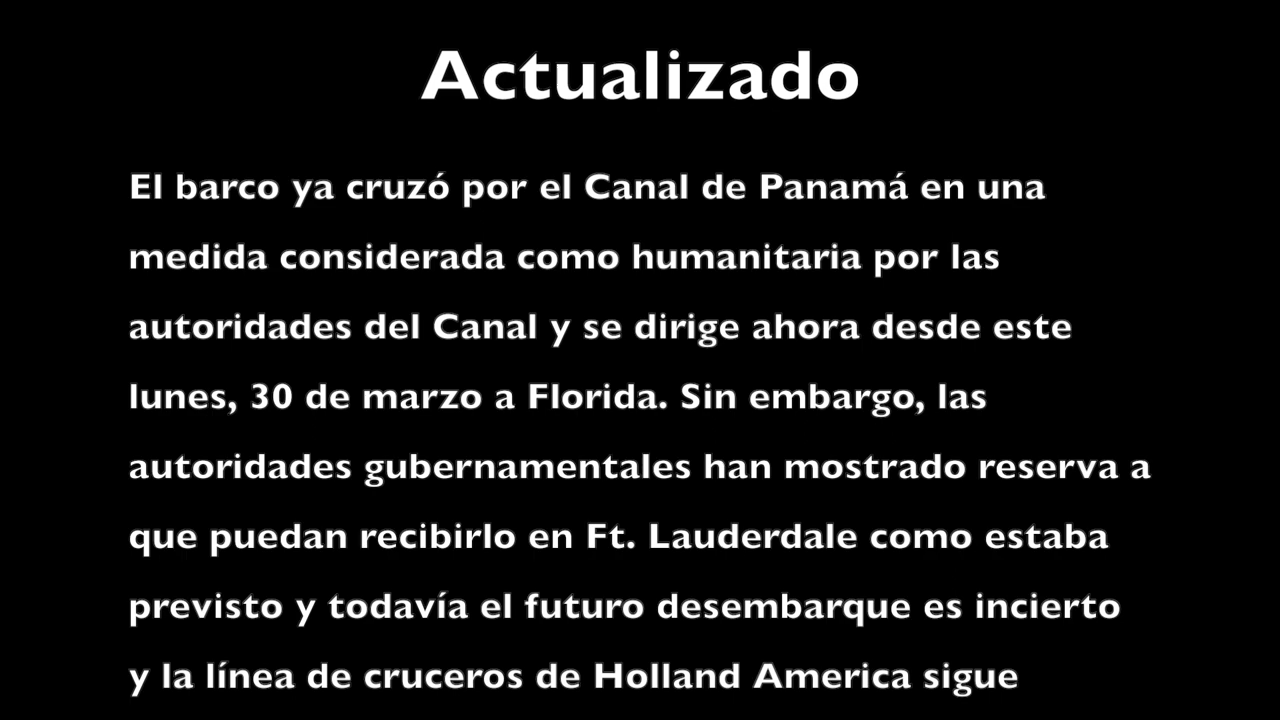 Actualizado
El barco ya cruzó por el Canal de Panamá en una
medida considerada como humanitaria por las
autoridades del Canal y se dirige ahora desde este
lunes, 30 de marzo a Florida. Sin embargo, las
autoridades gubernamentales han mostrado reserva a
que puedan recibirlo en Ft. Lauderdale como estaba
previsto y todavía el futuro desembarque es incierto
y la línea de cruceros de Holland America sigue